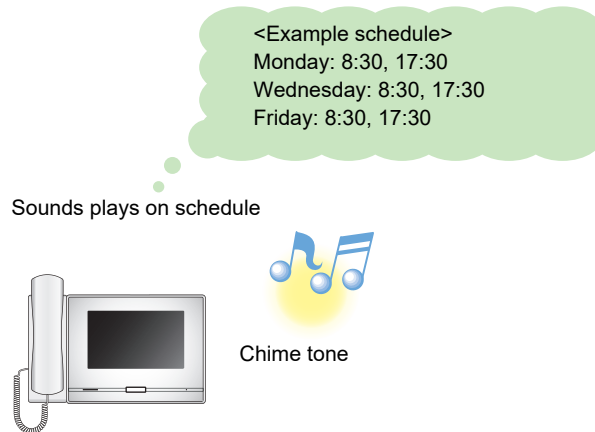 <Example schedule>
Monday: 8:30, 17:30
Wednesday: 8:30, 17:30
Friday: 8:30, 17:30
Sounds plays on schedule
Chime tone